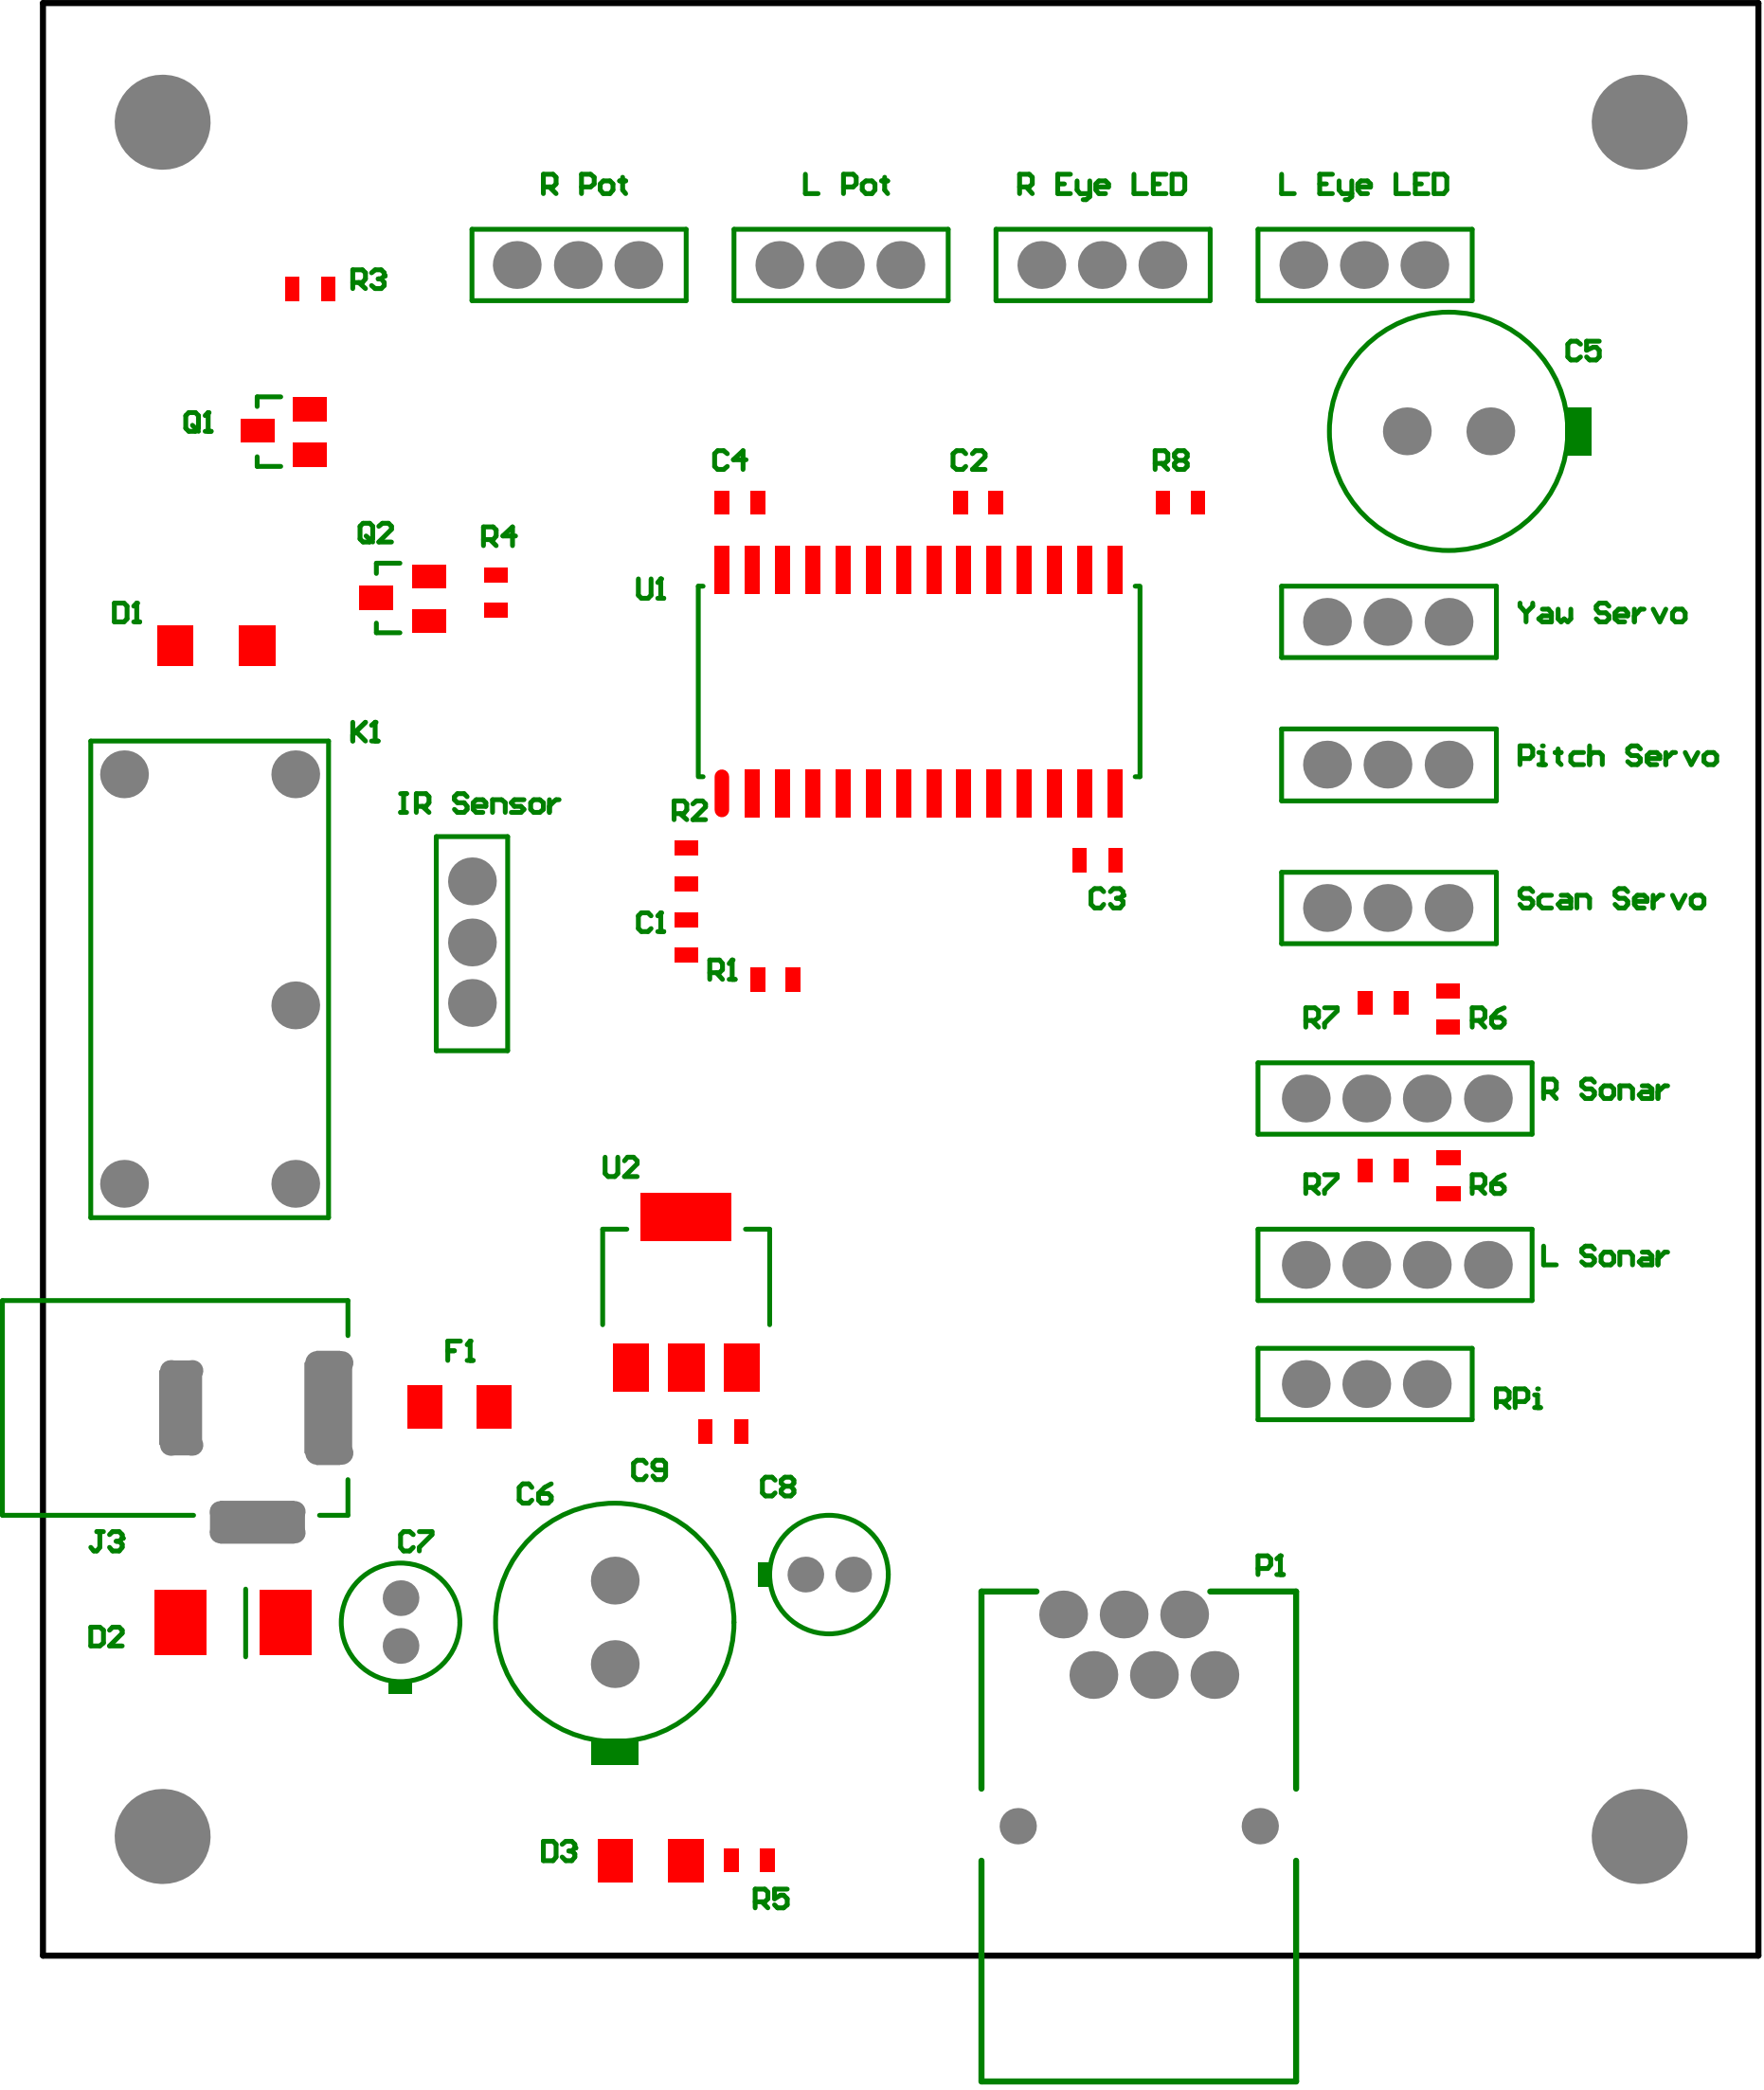 R Pot
L Pot
R Eye LED
L Eye LED
R3
C5
Q1
C4
C2
R8
Q2
R4
U1
D1
Yaw Servo
K1
Pitch Servo
IR Sensor
R2
C3
Scan Servo
C1
R1
R7
R6
R Sonar
U2
R7
R6
L Sonar
F1
RPi
C9
C6
C8
J3
C7
P1
D2
D3
R5